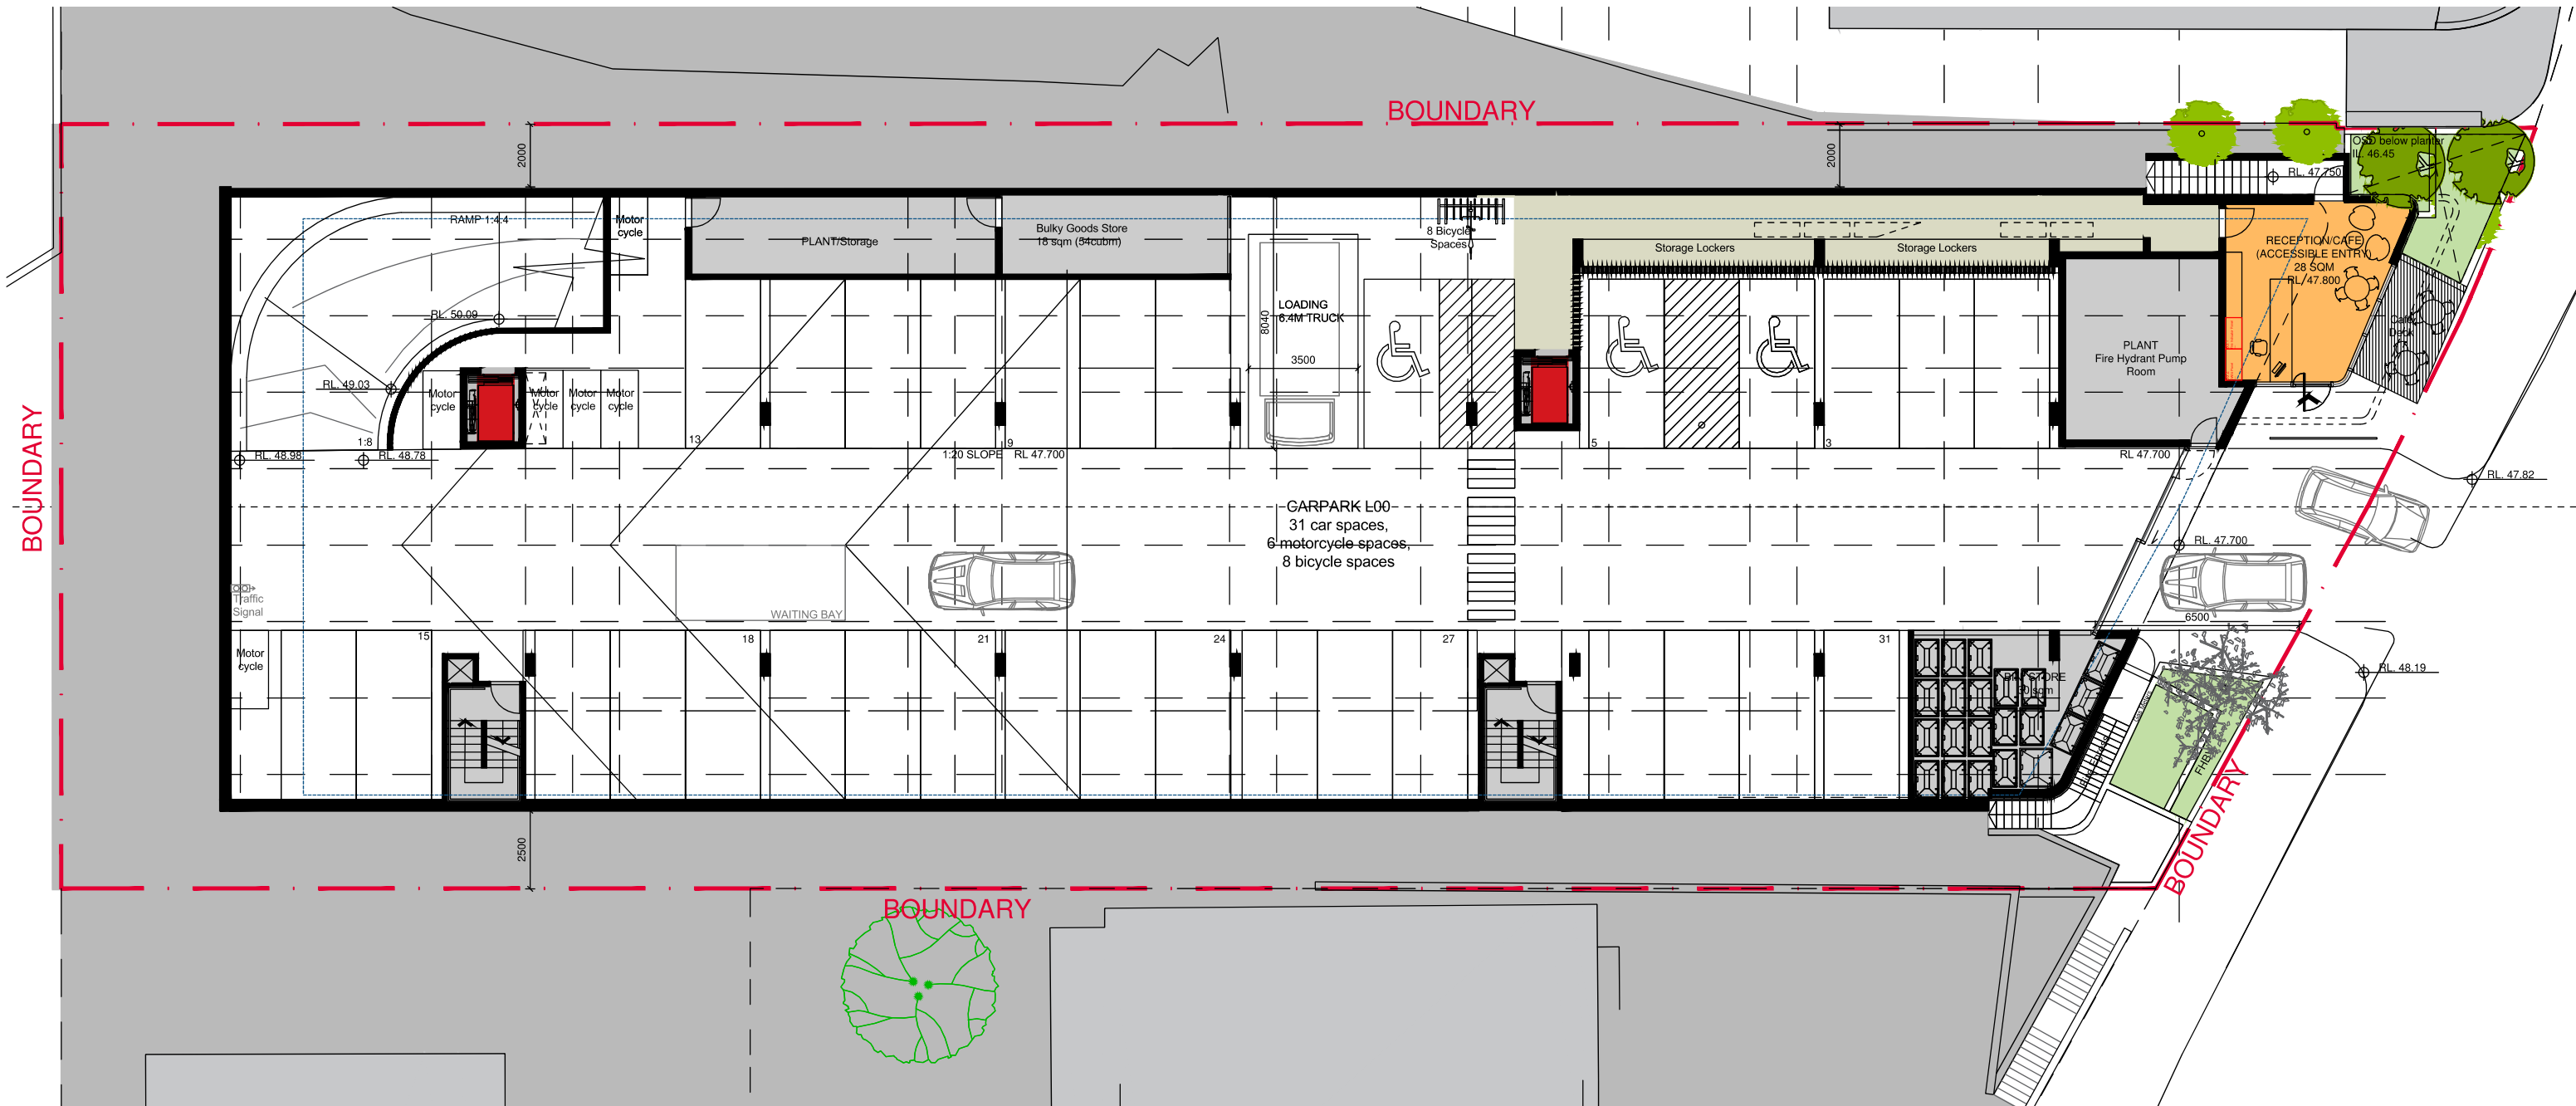 BOUNDARY
2000
2000
OSD below planter
IL. 46.45
RL. 47.750
RAMP 1:4.4
Motor
cycle
PLANT/Storage
Bulky Goods Store
18 sqm (54cubm)
8 Bicycle
Spaces
Storage Lockers
Storage Lockers
RECEPTION/CAFE
(ACCESSIBLE ENTRY)
28 SQM
RL. 47.800
Cafe
Deck
RL. 50.09
LOADING
6.4M TRUCK
8040
3500
PLANT
Fire Hydrant Pump
Room
RL. 49.03
Motor
cycle
Motor
cycle
Motor
cycle
Motor
cycle
1:8
13
9
5
3
RL. 48.98
RL. 48.78
1:20 SLOPE
RL 47.700
RL 47.700
RL. 47.82
BOUNDARY
CARPARK L00
31 car spaces,
6 motorcycle spaces,
8 bicycle spaces
RL. 47.700
Traffic
Signal
WAITING BAY
6500
15
18
21
24
27
31
Motor
cycle
BIN STORE
30 sqm
RL. 48.19
FHB
BOUNDARY
2500
BOUNDARY